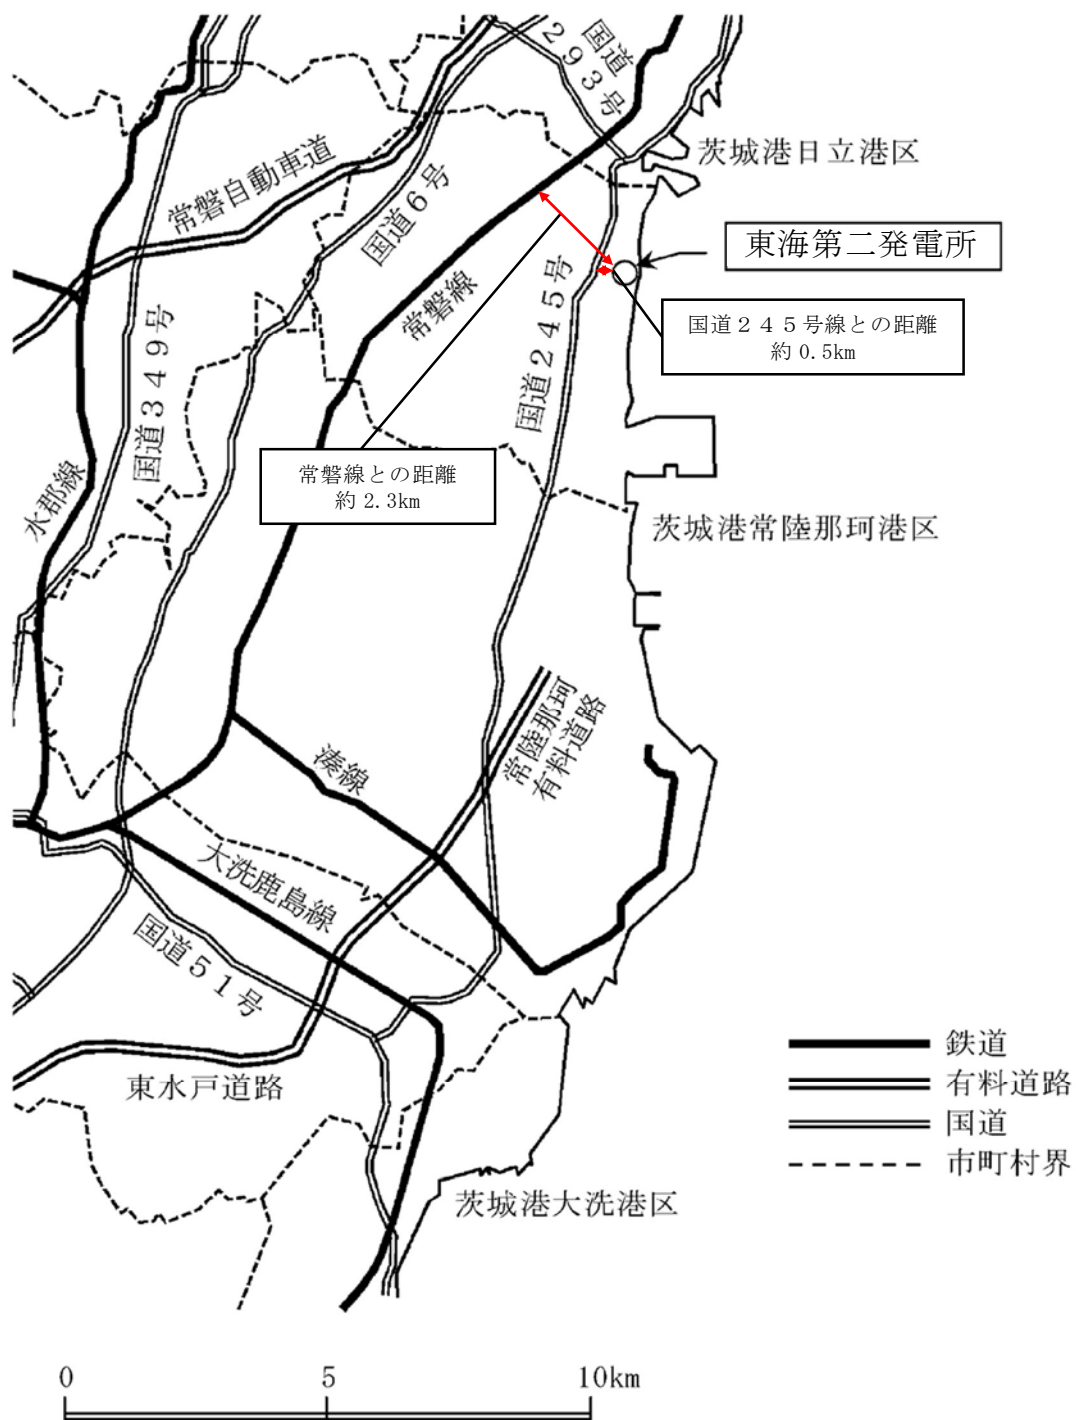 国道
２９３号
茨城港日立港区
常磐自動車道
国道６号
東海第二発電所
常磐線
国道２４５号
国道２４５号線との距離
約 0.5km
国道３４９号
常磐線との距離
約 2.3km
水郡線
茨城港常陸那珂港区
常陸那珂
有料道路
湊線
大洗鹿島線
国道５１号
東水戸道路
鉄道
有料道路
国道
市町村界
茨城港大洗港区
0 5 10km